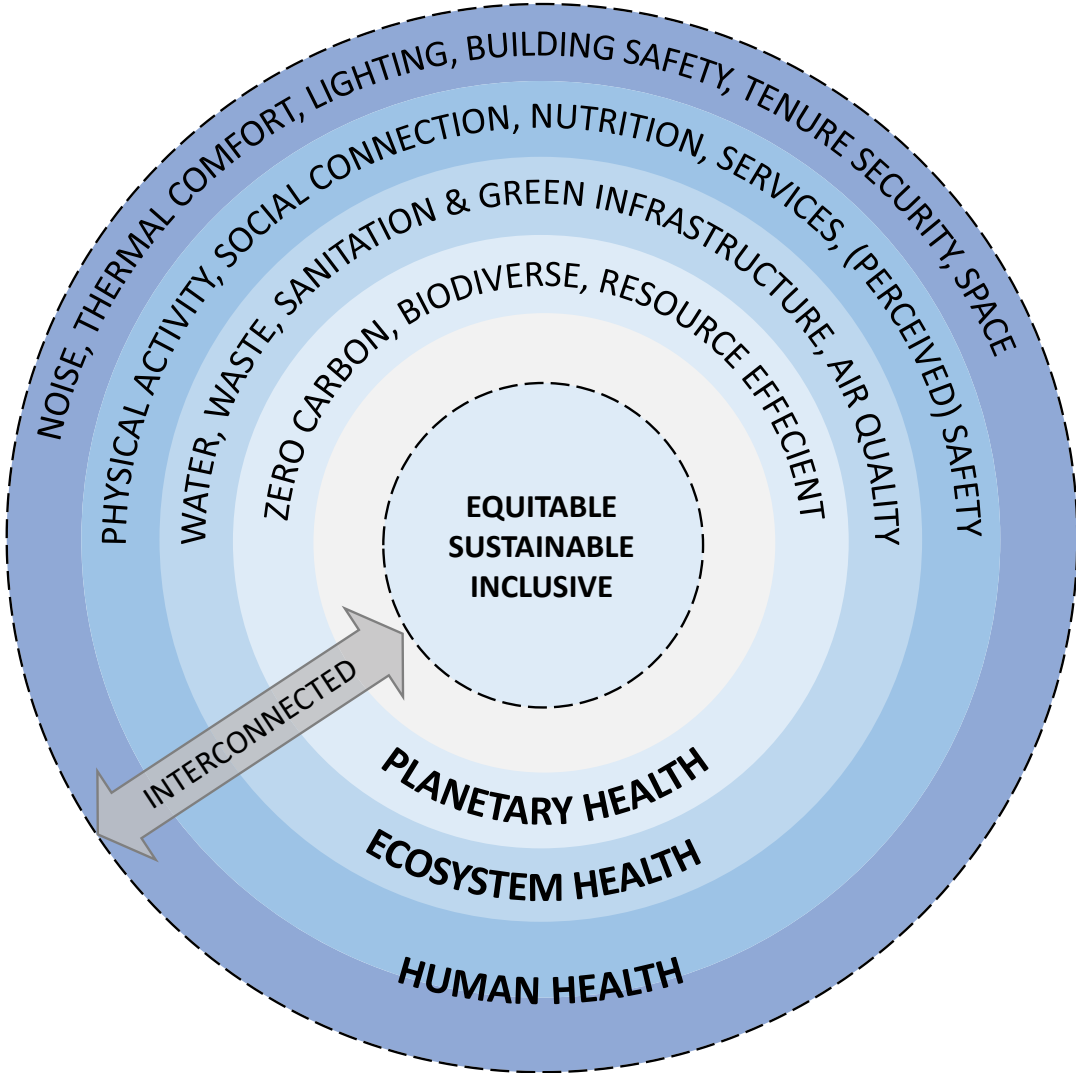 NOISE, THERMAL COMFORT, LIGHTING, BUILDING SAFETY, TENURE SECURITY, SPACE
PHYSICAL ACTIVITY, SOCIAL CONNECTION, NUTRITION, SERVICES, (PERCEIVED) SAFETY
WATER, WASTE, SANITATION & GREEN INFRASTRUCTURE, AIR QUALITY
ZERO CARBON, BIODIVERSE, RESOURCE EFFECIENT
EQUITABLE
SUSTAINABLE
INCLUSIVE
INTERCONNECTED
PLANETARY HEALTH
ECOSYSTEM HEALTH
HUMAN HEALTH